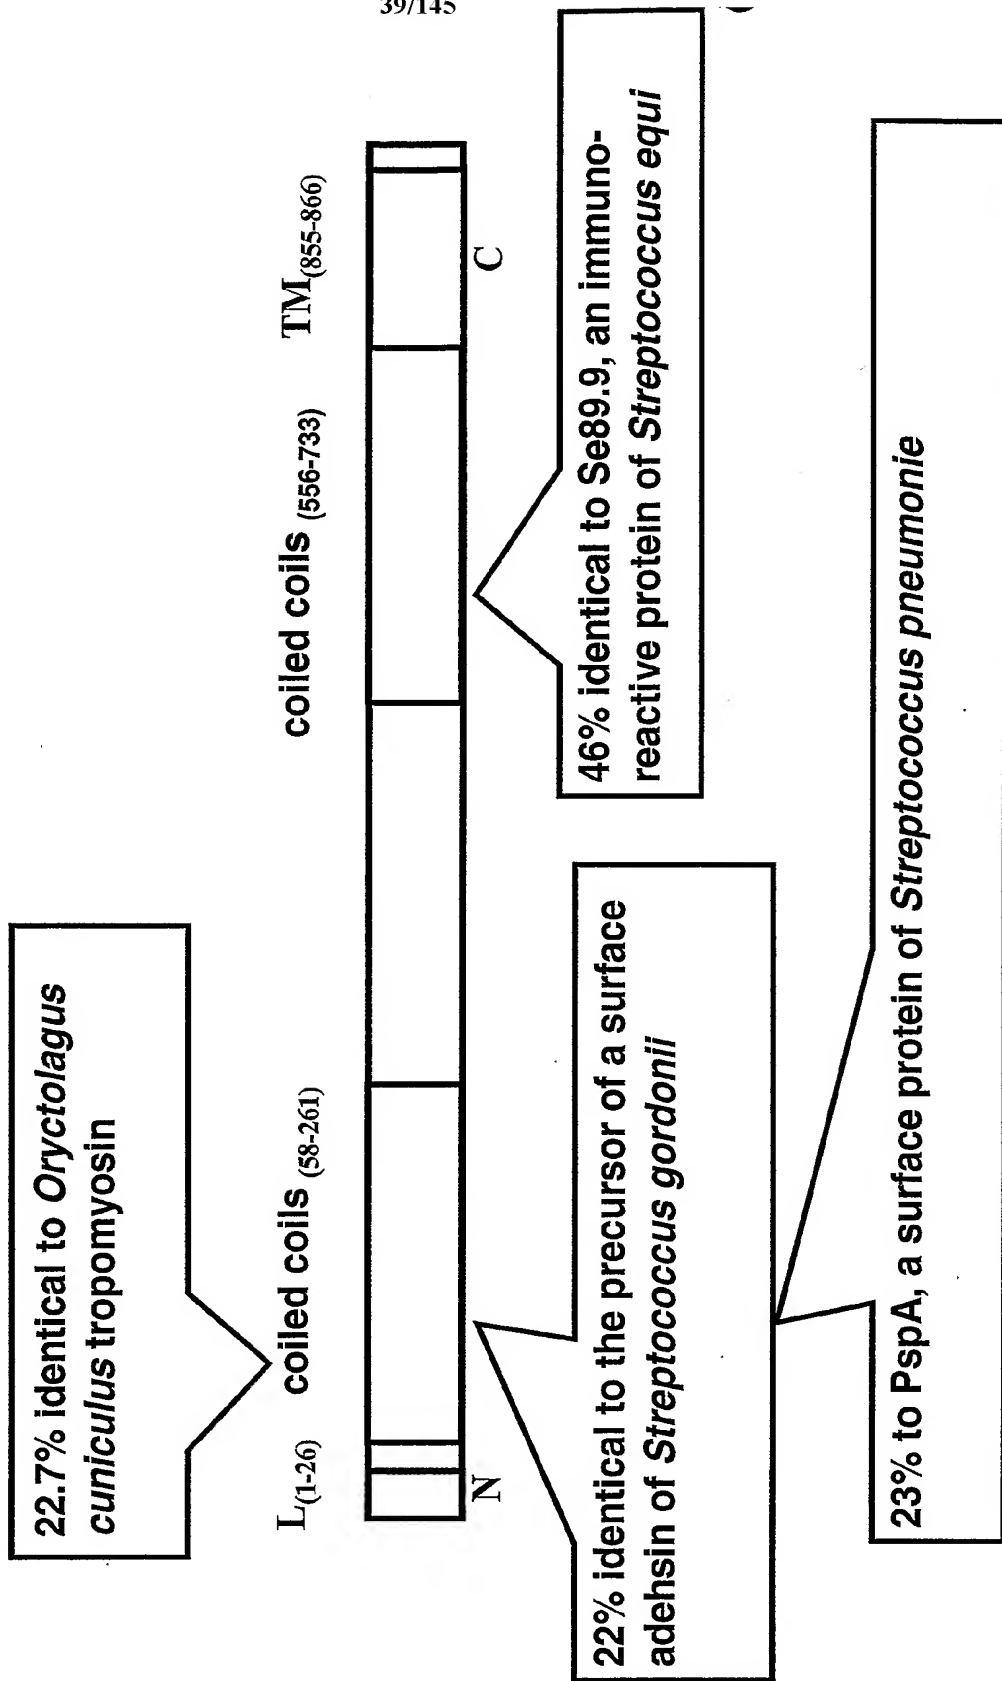 39/145
22.7% identical to Oryctolagus
cuniculus tropomyosin
L(1-26)
coiled coils (58-261)
coiled coils (556-733)
TM(855-866)
N
C
22% identical to the precursor of a surface
adehsin of Streptococcus gordonii
46% identical to Se89.9, an immuno-
reactive protein of Streptococcus equi
23% to PspA, a surface protein of Streptococcus pneumonie